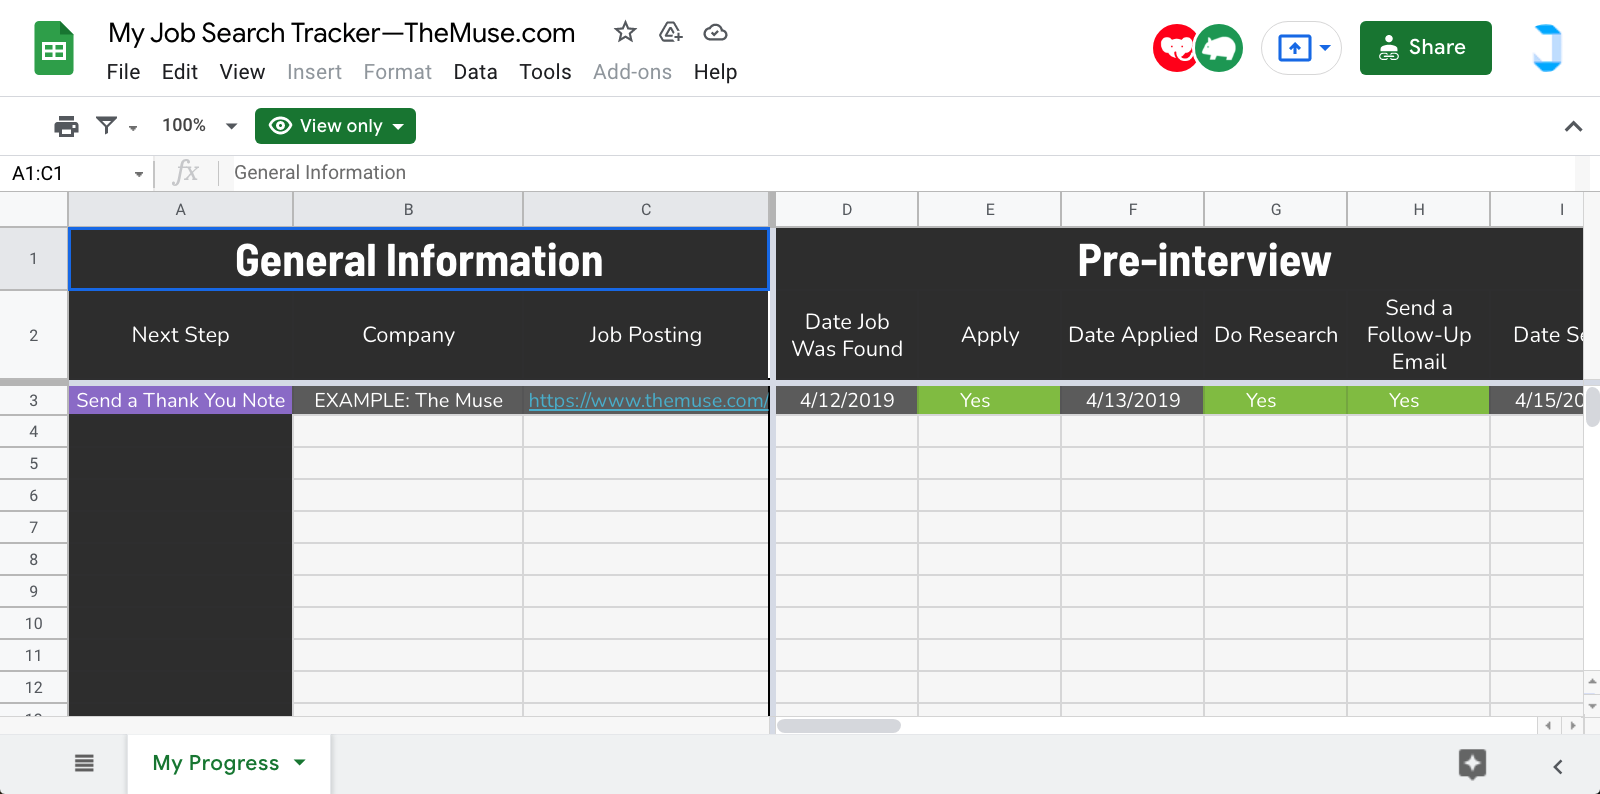 My Job Search Tracker—TheMuse.com
File Edit View Insert Format Data Tools Add-ons Help
Share
100% View only
A1:C1 fx General Information
A B C D E F G H I
1 General Information Pre-interview
2 Next Step Company Job Posting Date Job Was Found Apply Date Applied Do Research Send a Follow-Up Email Date Se
3 Send a Thank You Note EXAMPLE: The Muse https://www.themuse.com/ 4/12/2019 Yes 4/13/2019 Yes Yes 4/15/20
4
5
6
7
8
9
10
11
12
My Progress